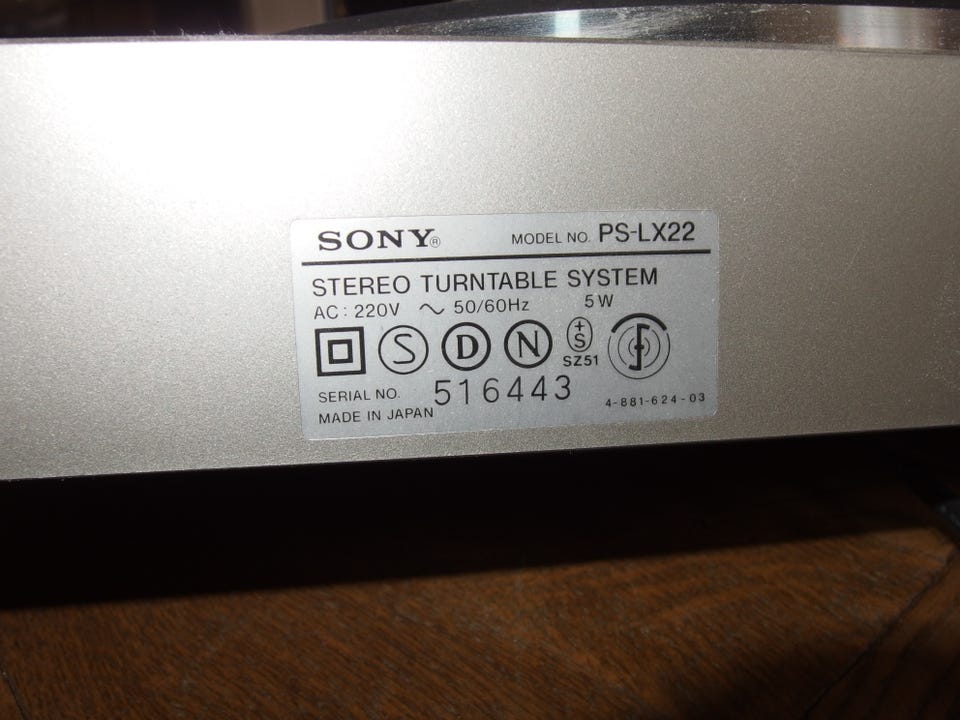 SONY® MODEL NO. PS-LX22
STEREO TURNTABLE SYSTEM
AC: 220V ~ 50/60Hz 5W
S D N +S
SZ51
SERIAL NO. 516443
MADE IN JAPAN 4-881-624-03